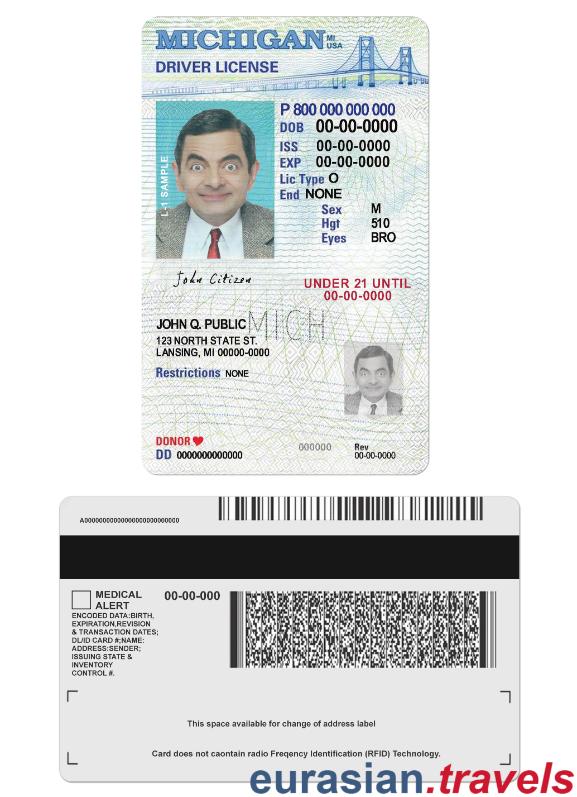 MICHIGAN MI USA
DRIVER LICENSE
P 800 000 000 000
DOB 00-00-0000
ISS 00-00-0000
EXP 00-00-0000
Lic Type O
End NONE
Sex M
Hgt 510
Eyes BRO
L-1 SAMPLE
John Citizen
UNDER 21 UNTIL
00-00-0000
MICH
JOHN Q. PUBLIC
123 NORTH STATE ST.
LANSING, MI 00000-0000
Restrictions NONE
DONOR
DD 0000000000000
000000
Rev
00-00-0000
A0000000000000000000000000
MEDICAL
ALERT
00-00-000
ENCODED DATA:BIRTH,
EXPIRATION,REVISION
& TRANSACTION DATES;
DL/ID CARD #;NAME:
ADDRESS:SENDER;
ISSUING STATE &
INVENTORY
CONTROL #.
This space available for change of address label
Card does not caontain radio Freqency Identification (RFID) Technology.
eurasian.travels